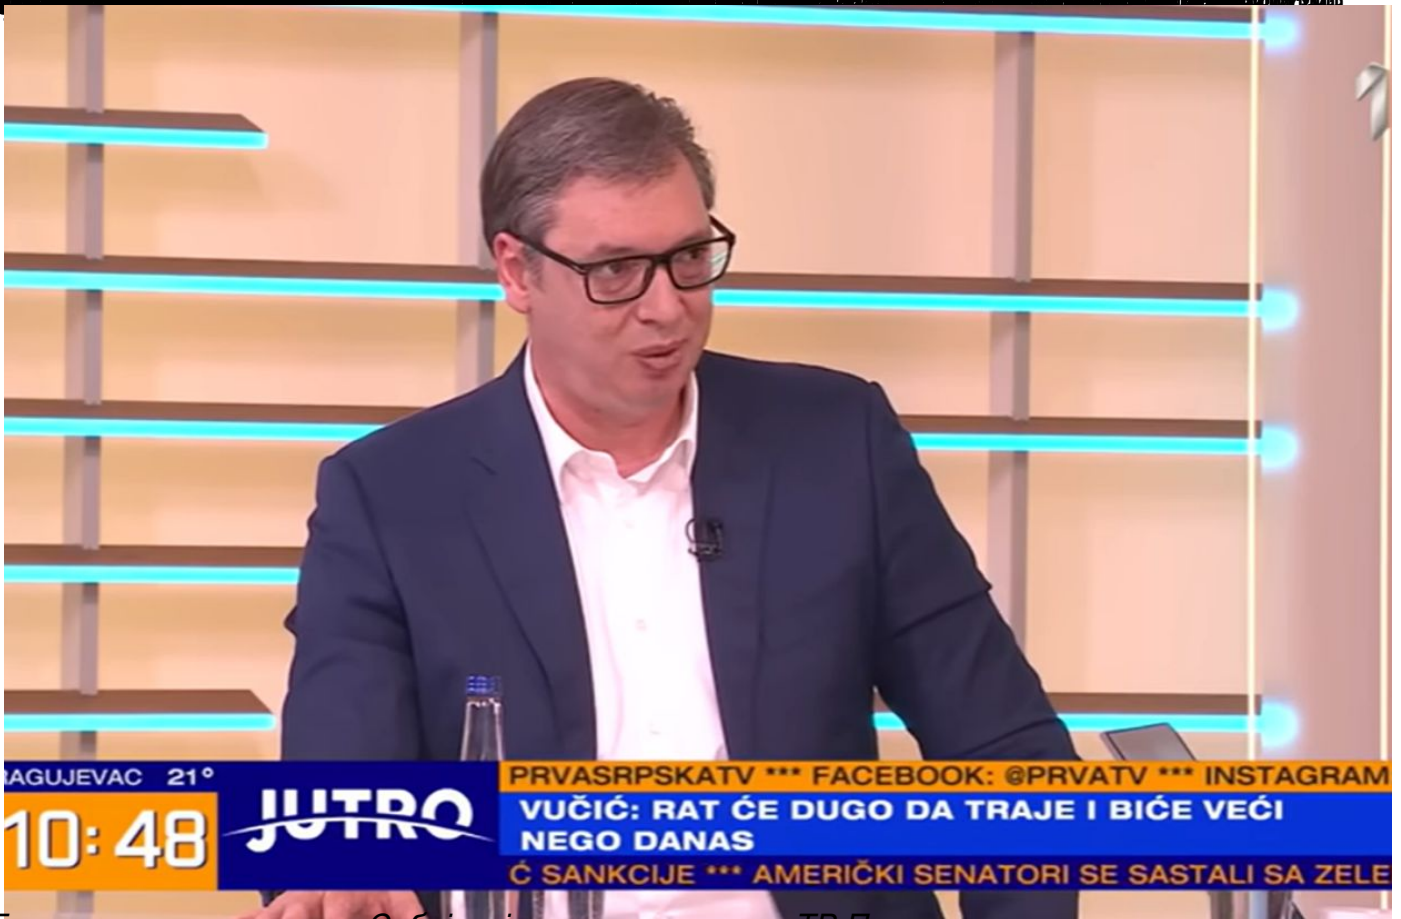 RAGUJEVAC 21°
10:48
JUTRO
PRVASRPSKATV *** FACEBOOK: @PRVATV *** INSTAGRAM
VUČIĆ: RAT ĆE DUGO DA TRAJE I BIĆE VEĆI
NEGO DANAS
Ć SANKCIJE *** AMERIČKI SENATORI SE SASTALI SA ZELE
1